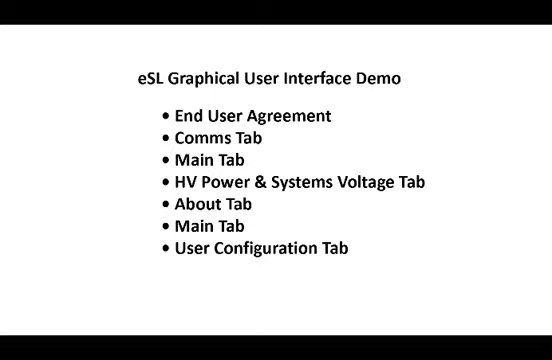 eSL Graphical User Interface Demo
• End User Agreement
• Comms Tab
• Main Tab
• HV Power & Systems Voltage Tab
• About Tab
• Main Tab
• User Configuration Tab